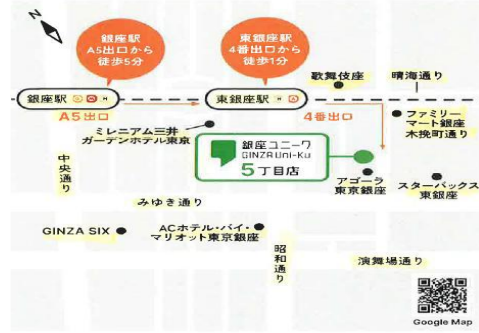 N
銀座駅
A5出口から
徒歩5分
東銀座駅
4番出口から
徒歩1分
歌舞伎座
晴海通り
銀座駅
東銀座駅
A5出口
4番出口
ミレニアム三井
ガーデンホテル東京
ファミリー
マート銀座
木挽町通り
銀座ユニーク
GINZA Uni-Ku
5丁目店
中央通り
アゴーラ
東京銀座
スターバックス
東銀座
みゆき通り
GINZA SIX
ACホテル・バイ・
マリオット東京銀座
昭和通り
演舞場通り
Google Map